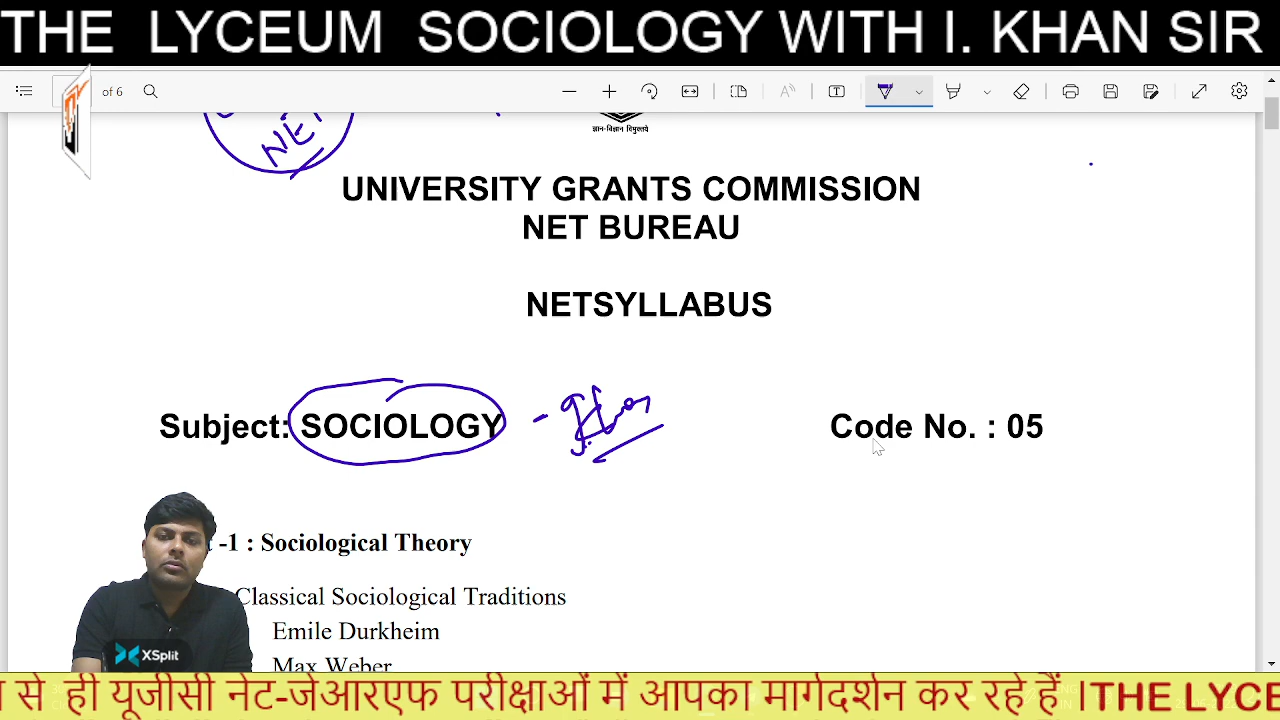 THE LYCEUM SOCIOLOGY WITH I. KHAN SIR
of 6
NET
ज्ञान-विज्ञान विमुक्तये
UNIVERSITY GRANTS COMMISSION
NET BUREAU
NETSYLLABUS
Subject: SOCIOLOGY
Code No. : 05
-1 : Sociological Theory
Classical Sociological Traditions
Emile Durkheim
Max Weber
XSplit
से ही यूजीसी नेट-जेआरएफ परीक्षाओं में आपका मार्गदर्शन कर रहे हैं ।THE LYCE